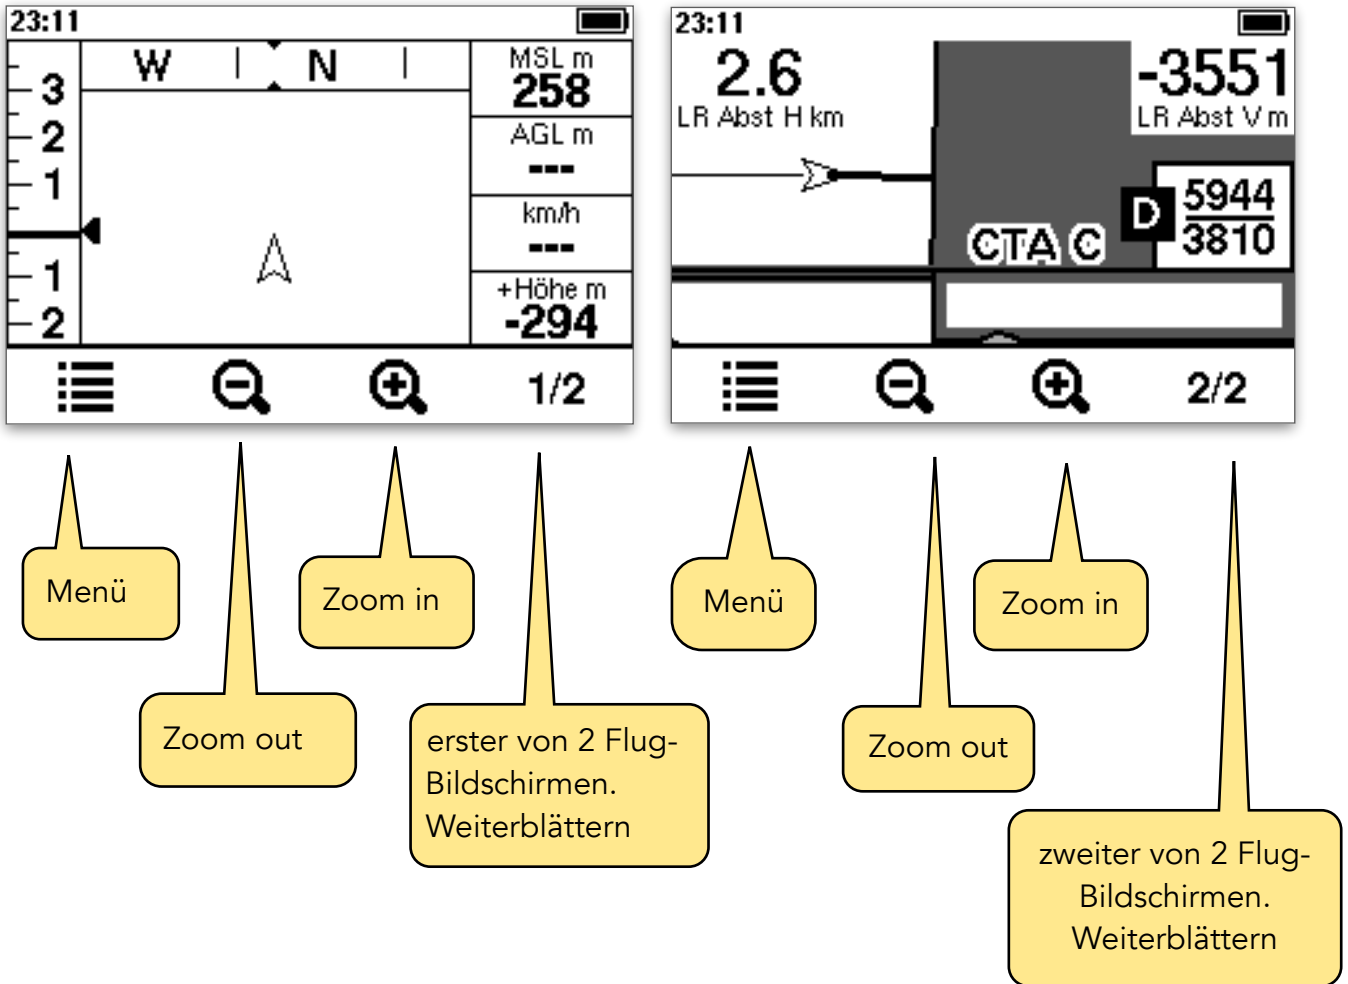 23:11
W | N |
3
2
1
1
2
MSL m
258
AGL m
---
km/h
---
+Höhe m
-294
1/2
23:11
2.6
LR Abst H km
-3551
LR Abst V m
CTA C
D
5944
3810
2/2
Menü
Zoom out
Zoom in
erster von 2 Flug-
Bildschirmen.
Weiterblättern
Menü
Zoom out
Zoom in
zweiter von 2 Flug-
Bildschirmen.
Weiterblättern